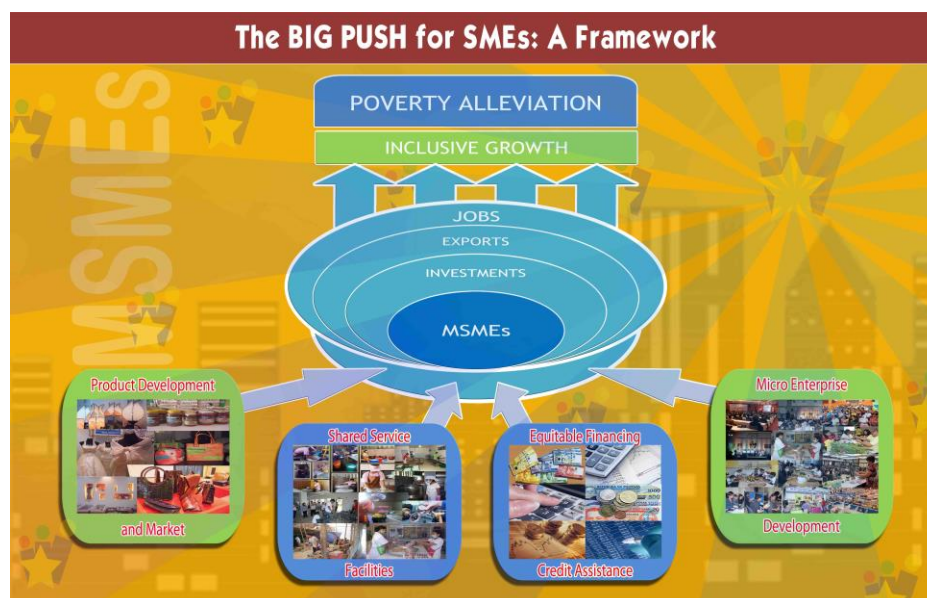 The BIG PUSH for SMEs: A Framework
MSMES
POVERTY ALLEVIATION
INCLUSIVE GROWTH
JOBS
EXPORTS
INVESTMENTS
MSMEs
Product Development
and Market
Shared Service
Facilities
Equitable Financing
Credit Assistance
Micro Enterprise
Development